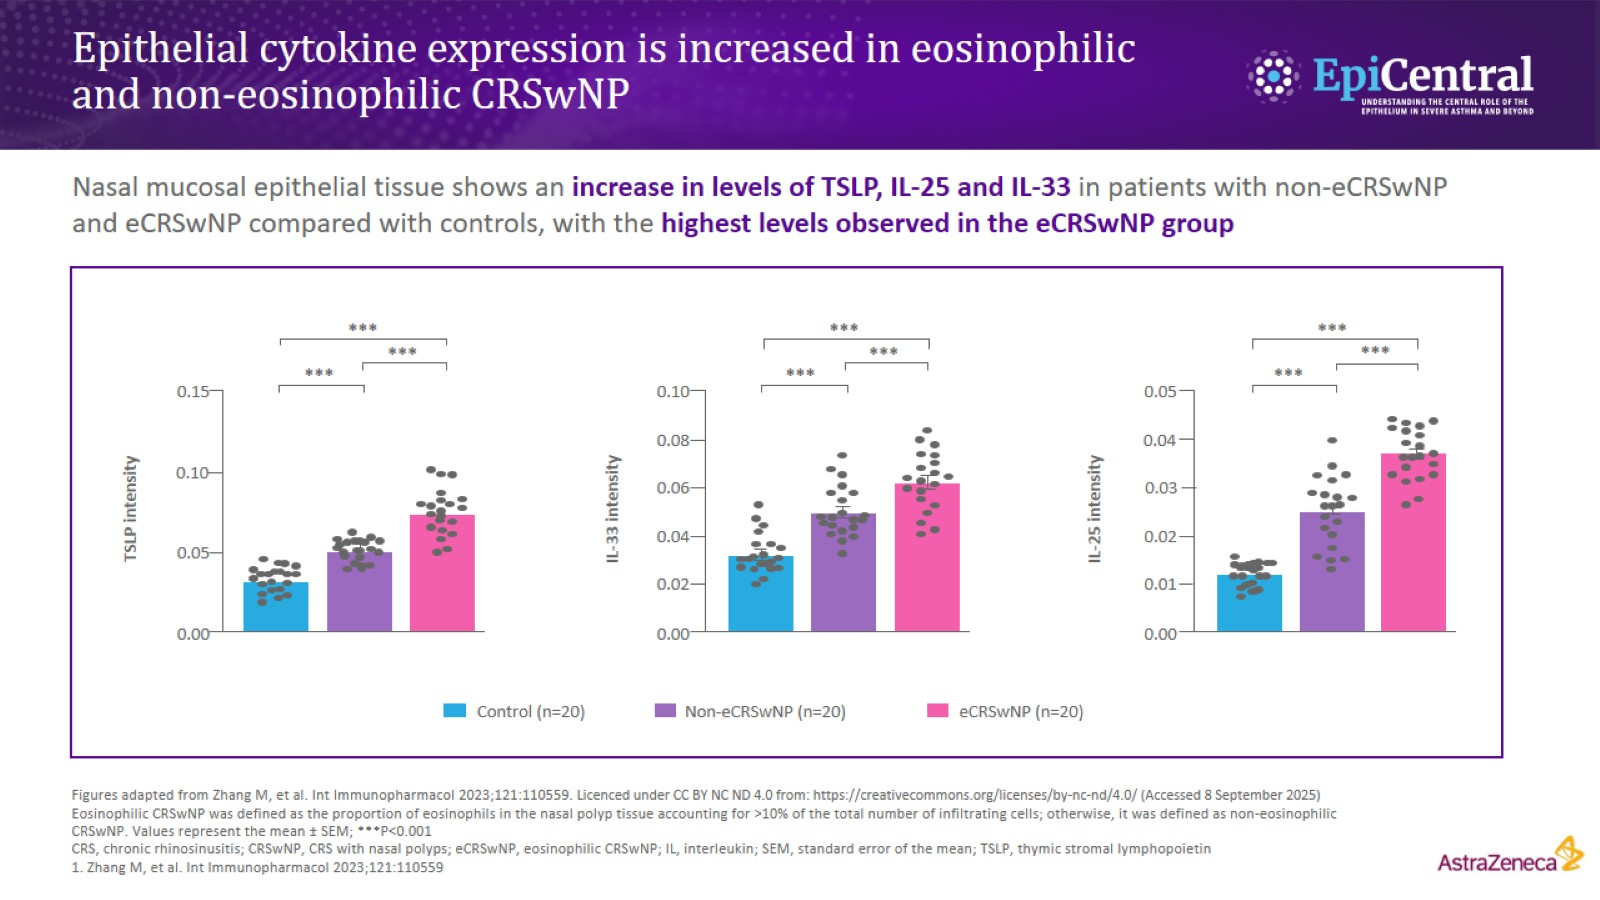 Epithelial cytokine expression is increased in eosinophilic
and non-eosinophilic CRSwNP
EpiCentral
UNDERSTANDING THE CENTRAL ROLE OF THE
EPITHELIUM IN SEVERE ASTHMA AND BEYOND
Nasal mucosal epithelial tissue shows an increase in levels of TSLP, IL-25 and IL-33 in patients with non-eCRSwNP
and eCRSwNP compared with controls, with the highest levels observed in the eCRSwNP group
TSLP intensity
0.15
0.10
0.05
0.00
***
***
***
IL-33 intensity
0.10
0.08
0.06
0.04
0.02
0.00
***
***
***
IL-25 intensity
0.05
0.04
0.03
0.02
0.01
0.00
***
***
***
Control (n=20)
Non-eCRSwNP (n=20)
eCRSwNP (n=20)
Figures adapted from Zhang M, et al. Int Immunopharmacol 2023;121:110559. Licenced under CC BY NC ND 4.0 from: https://creativecommons.org/licenses/by-nc-nd/4.0/ (Accessed 8 September 2025)
Eosinophilic CRSwNP was defined as the proportion of eosinophils in the nasal polyp tissue accounting for >10% of the total number of infiltrating cells; otherwise, it was defined as non-eosinophilic
CRSwNP. Values represent the mean ± SEM; ***P<0.001
CRS, chronic rhinosinusitis; CRSwNP, CRS with nasal polyps; eCRSwNP, eosinophilic CRSwNP; IL, interleukin; SEM, standard error of the mean; TSLP, thymic stromal lymphopoietin
1. Zhang M, et al. Int Immunopharmacol 2023;121:110559
AstraZeneca